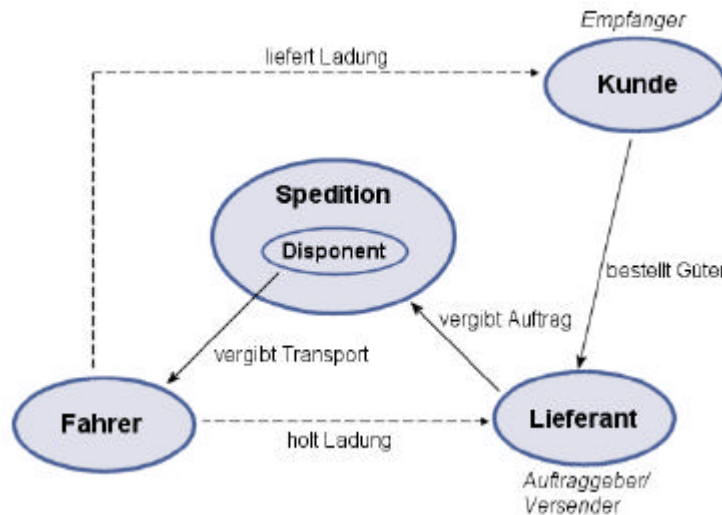 Empfänger
liefert Ladung
Kunde
Spedition
Disponent
bestellt Güter
vergibt Auftrag
vergibt Transport
Fahrer
Lieferant
holt Ladung
Auftraggeber/
Versender